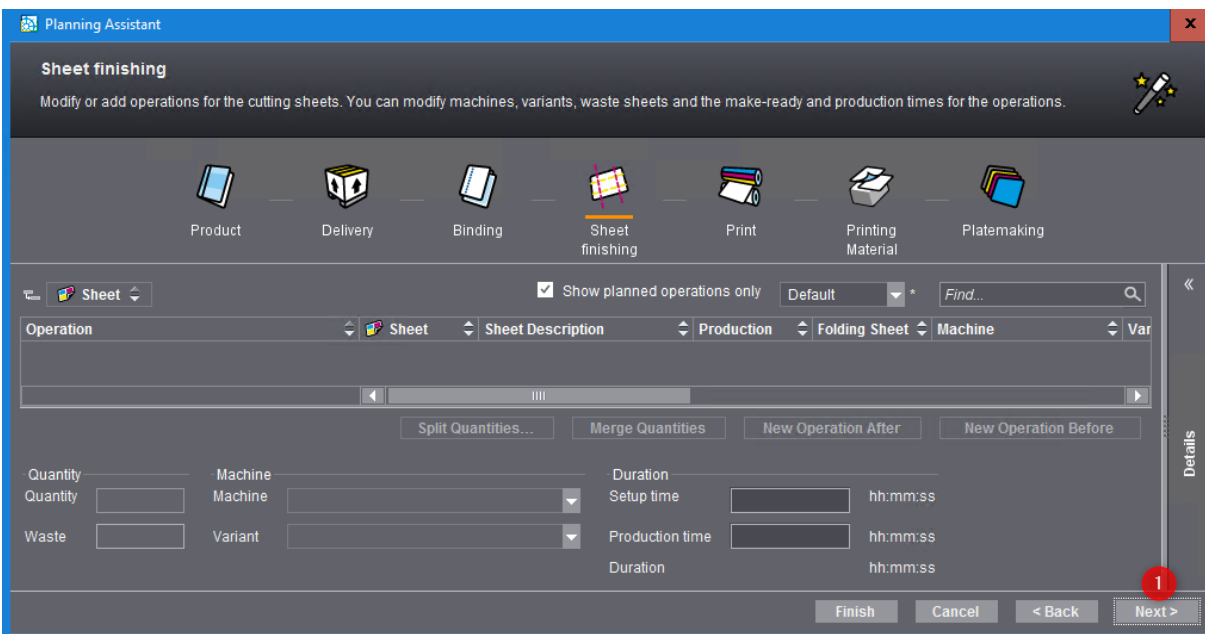 Planning Assistant
x
Sheet finishing
Modify or add operations for the cutting sheets. You can modify machines, variants, waste sheets and the make-ready and production times for the operations.
Product
Delivery
Binding
Sheet
finishing
Print
Printing
Material
Platemaking
Sheet
Show planned operations only
Default
*
Find...
«
Operation
Sheet
Sheet Description
Production
Folding Sheet
Machine
Var
Split Quantities...
Merge Quantities
New Operation After
New Operation Before
Details
Quantity
Machine
Duration
Quantity
Machine
Setup time
hh:mm:ss
Waste
Variant
Production time
hh:mm:ss
Duration
hh:mm:ss
1
Finish
Cancel
< Back
Next >